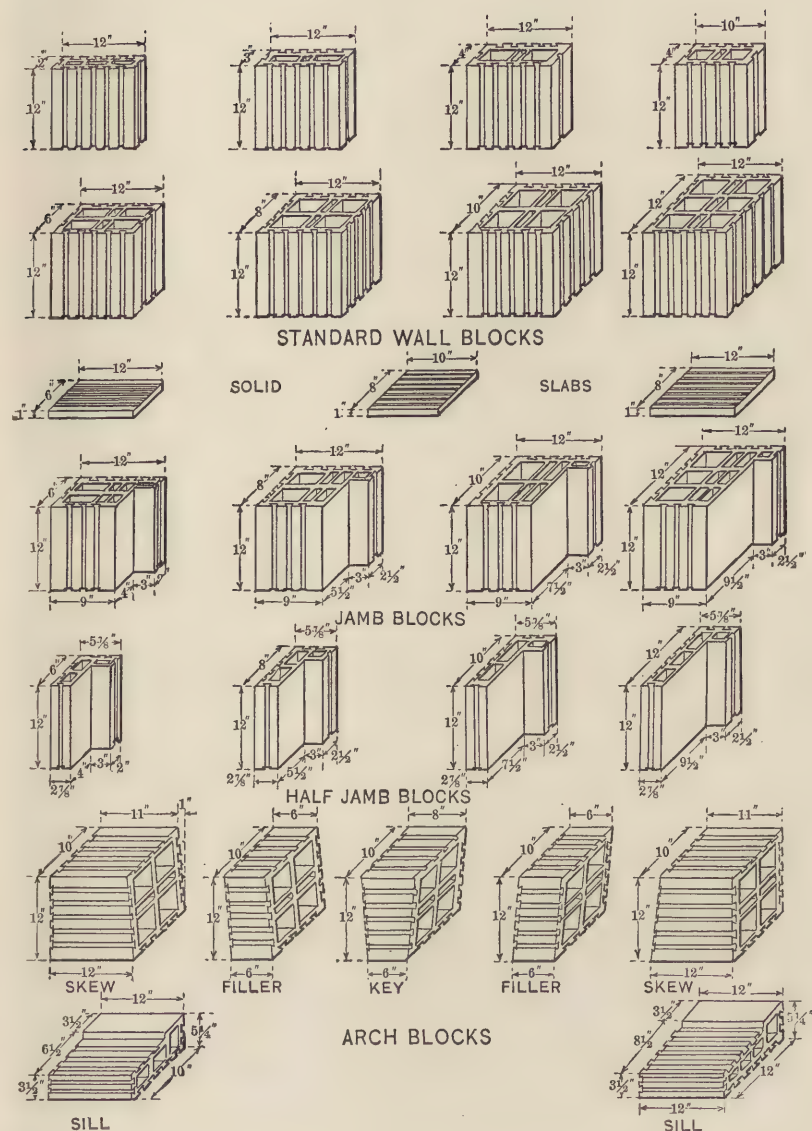 12" 12" 12" 10"
2" 3" 4" 4"
12" 12" 12" 12"
12" 12" 12" 12"
6" 8" 10" 12"
12" 12" 12" 12"
STANDARD WALL BLOCKS
12" 10" 12"
6" SOLID 8" SLABS 8"
1" 1" 1"
12" 12" 12" 12"
6" 8" 10" 12"
12" 12" 12" 12"
9" 4" 3" 2" 9" 5½" 3" 2½" 9" 7½" 3" 2½" 9" 9½" 3" 2½"
JAMB BLOCKS
5⅞" 5⅞" 5⅞" 5⅞"
6" 8" 10" 12"
12" 12" 12" 12"
2⅞" 4" 3" 2" 2⅞" 5½" 3" 2½" 2⅞" 7½" 3" 2½" 2⅞" 9½" 3" 2½"
HALF JAMB BLOCKS
11" 1" 6" 8" 6" 11"
10" 10" 10" 10" 10"
12" 12" 12" 12" 12"
12" 6" 6" 6" 12"
SKEW FILLER KEY FILLER SKEW
12" 12"
3½" 5¼" 3½" 5¼"
6½" ARCH BLOCKS 8½"
3½" 10" 3½" 12"
12"
SILL SILL